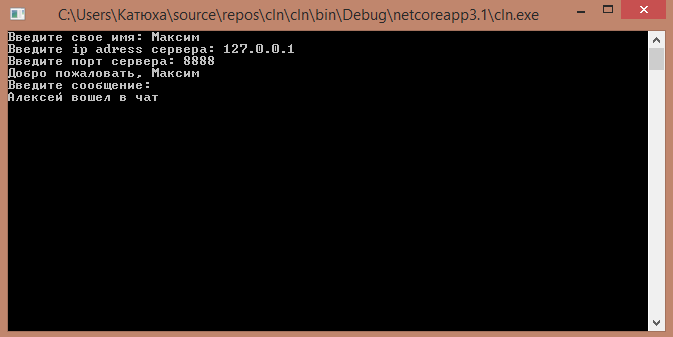 C:\Users\Катюха\source\repos\cln\cln\bin\Debug\netcoreapp3.1\cln.exe
Введите свое имя: Максим
Введите ip adress сервера: 127.0.0.1
Введите порт сервера: 8888
Добро пожаловать, Максим
Введите сообщение:
Алексей вошел в чат